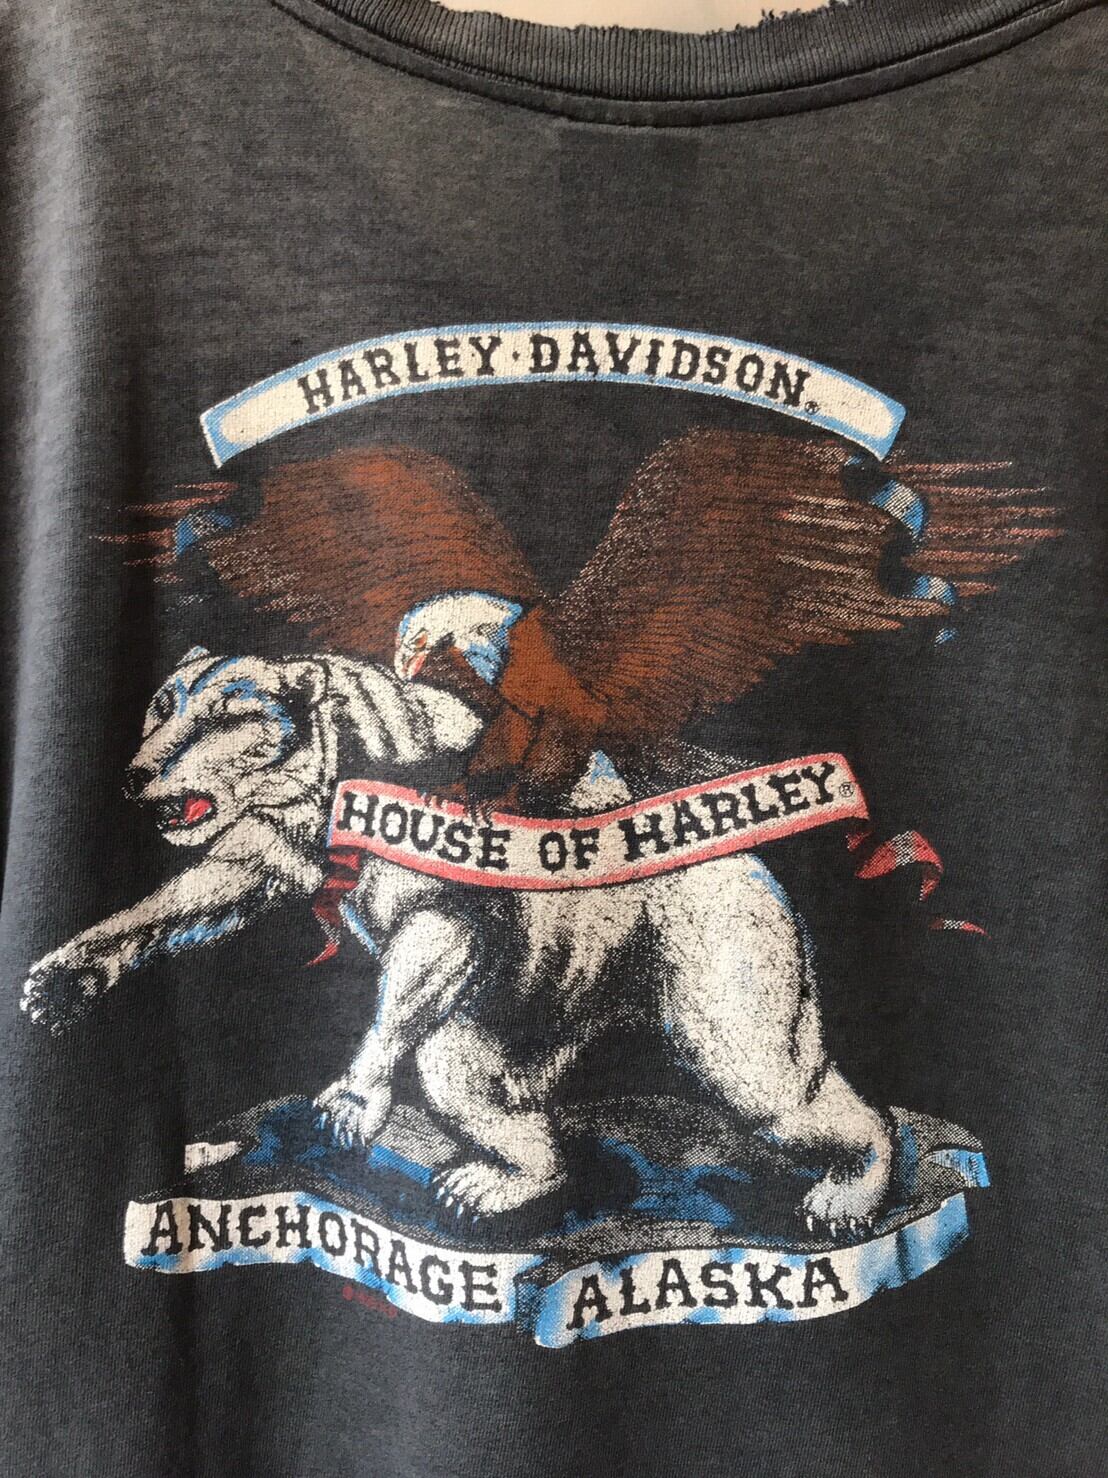 HARLEY·DAVIDSON®
HOUSE OF HARLEY®
ANCHORAGE ALASKA